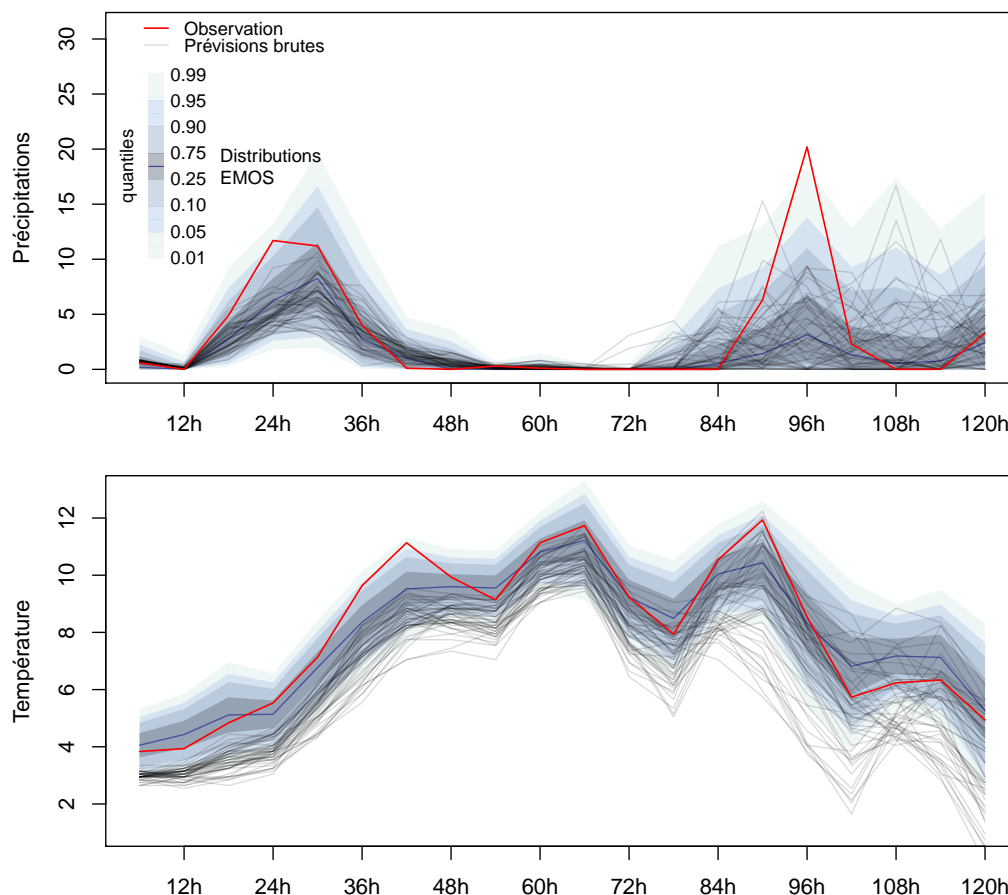 Observation
Prévisions brutes
0.99
0.95
0.90
0.75
0.25
0.10
0.05
0.01
quantiles
Distributions
EMOS
Précipitations
30
25
20
15
10
5
0
12h 24h 36h 48h 60h 72h 84h 96h 108h 120h
Température
12
10
8
6
4
2
12h 24h 36h 48h 60h 72h 84h 96h 108h 120h